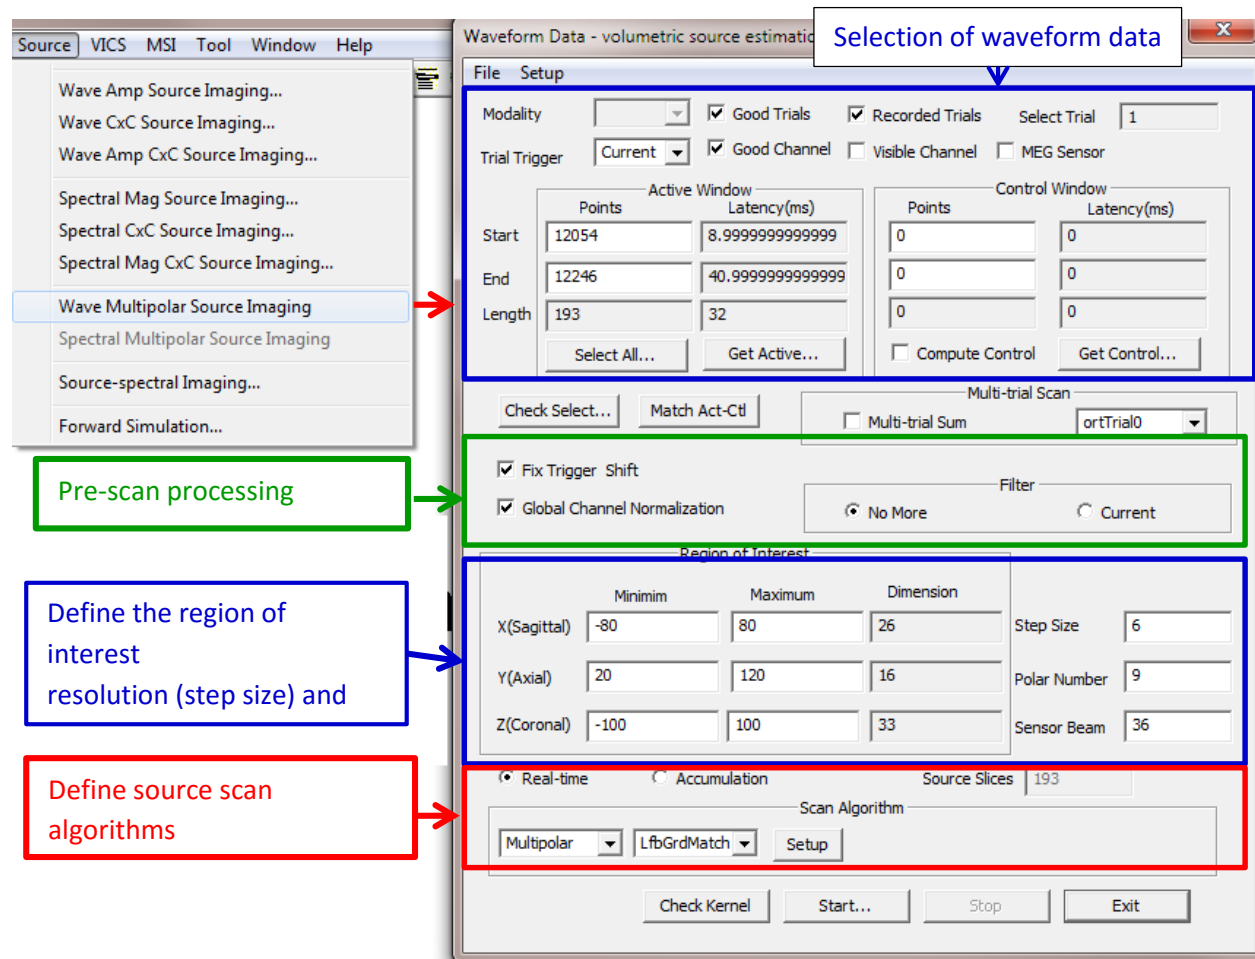 Source VICS MSI Tool Window Help
Wave Amp Source Imaging...
Wave CxC Source Imaging...
Wave Amp CxC Source Imaging...
Spectral Mag Source Imaging...
Spectral CxC Source Imaging...
Spectral Mag CxC Source Imaging...
Wave Multipolar Source Imaging
Spectral Multipolar Source Imaging
Source-spectral Imaging...
Forward Simulation...
Pre-scan processing
Define the region of
interest
resolution (step size) and
Define source scan
algorithms
Selection of waveform data
Waveform Data - volumetric source
File Setup
Modality Good Trials Recorded Trials Select Trial 1
Trial Trigger Current Good Channel Visible Channel MEG Sensor
Active Window Control Window
Points Latency(ms) Points Latency(ms)
Start 12054 8.9999999999999 0 0
End 12246 40.9999999999999 0 0
Length 193 32 0 0
Select All... Get Active... Compute Control Get Control...
Multi-trial Scan
Check Select... Match Act-Ctl Multi-trial Sum ortTrial0
Fix Trigger Shift
Filter
Global Channel Normalization No More Current
Region of Interest
Minimim Maximum Dimension
X(Sagittal) -80 80 26 Step Size 6
Y(Axial) 20 120 16 Polar Number 9
Z(Coronal) -100 100 33 Sensor Beam 36
Real-time Accumulation Source Slices 193
Scan Algorithm
Multipolar LfbGrdMatch Setup
Check Kernel Start... Stop Exit